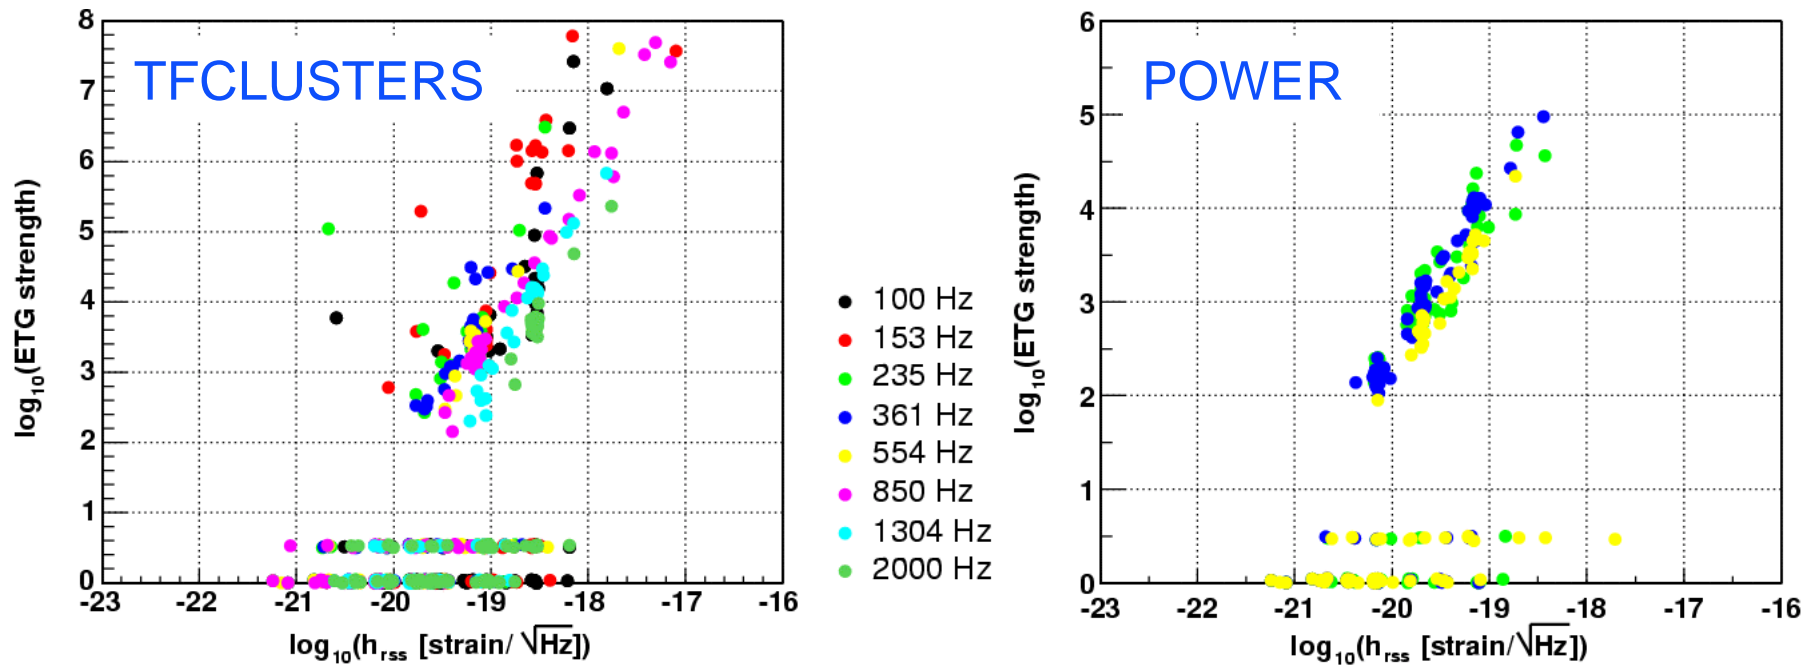 TFCLUSTERS
8
7
6
5
4
3
2
1
0
-23
-22
-21
-20
-19
-18
-17
-16
log10(ETG strength)
log10(hrss [strain/√Hz])
100 Hz
153 Hz
235 Hz
361 Hz
554 Hz
850 Hz
1304 Hz
2000 Hz
POWER
6
5
4
3
2
1
0
-23
-22
-21
-20
-19
-18
-17
-16
log10(ETG strength)
log10(hrss [strain/√Hz])